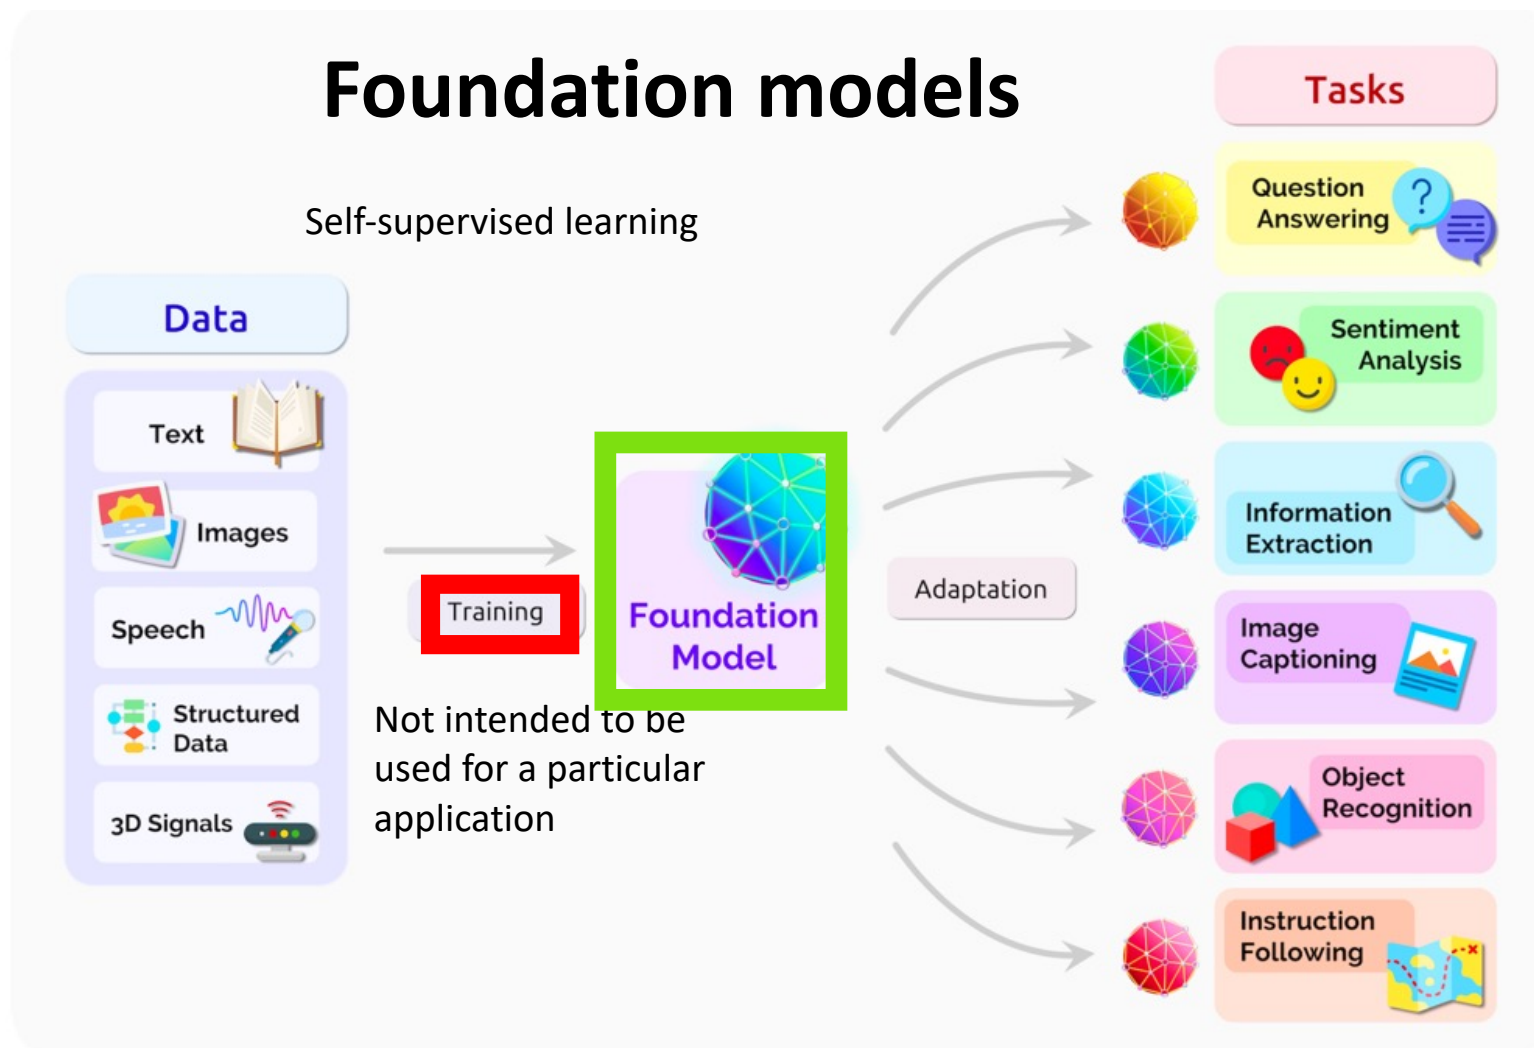 Foundation models
Self-supervised learning
Data
Text
Images
Speech
Structured
Data
3D Signals
Training
Not intended to be
used for a particular
application
Foundation
Model
Adaptation
Tasks
Question
Answering
?
Sentiment
Analysis
Information
Extraction
Image
Captioning
Object
Recognition
Instruction
Following